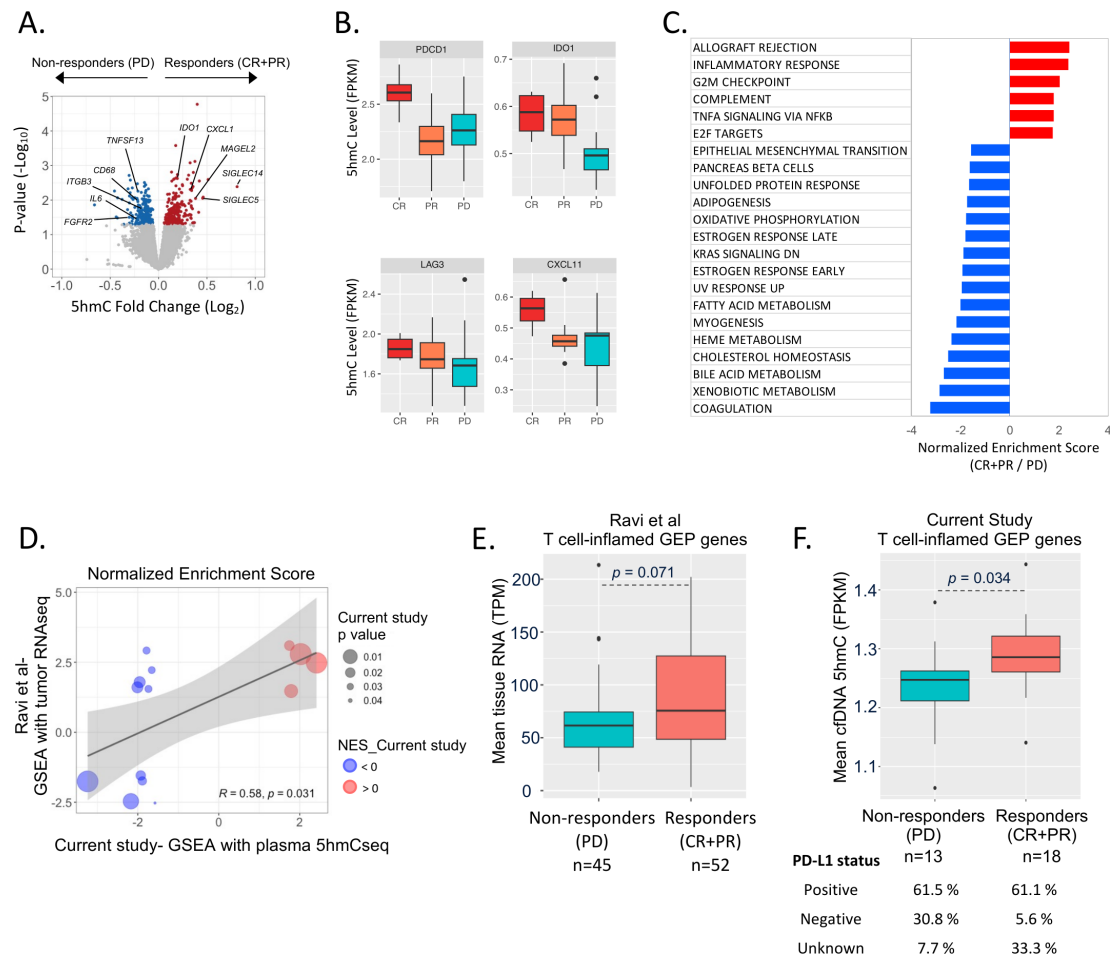 A.
Non-responders (PD) Responders (CR+PR)
P-value (-Log10)
5
4
3
2
1
0
TNFSF13
IDO1
CXCL1
CD68
MAGEL2
ITGB3
SIGLEC14
IL6
SIGLEC5
FGFR2
-1.0 -0.5 0.0 0.5 1.0
5hmC Fold Change (Log2)
B.
5hmC Level (FPKM)
PDCD1
2.5
2.0
CR PR PD
IDO1
0.7
0.6
0.5
CR PR PD
5hmC Level (FPKM)
LAG3
2.4
2.0
1.6
CR PR PD
CXCL11
0.6
0.5
0.4
0.3
CR PR PD
C.
ALLOGRAFT REJECTION
INFLAMMATORY RESPONSE
G2M CHECKPOINT
COMPLEMENT
TNFA SIGNALING VIA NFKB
E2F TARGETS
EPITHELIAL MESENCHYMAL TRANSITION
PANCREAS BETA CELLS
UNFOLDED PROTEIN RESPONSE
ADIPOGENESIS
OXIDATIVE PHOSPHORYLATION
ESTROGEN RESPONSE LATE
KRAS SIGNALING DN
ESTROGEN RESPONSE EARLY
UV RESPONSE UP
FATTY ACID METABOLISM
MYOGENESIS
HEME METABOLISM
CHOLESTEROL HOMEOSTASIS
BILE ACID METABOLISM
XENOBIOTIC METABOLISM
COAGULATION
-4 -2 0 2 4
Normalized Enrichment Score
(CR+PR / PD)
D.
Normalized Enrichment Score
Ravi et al-
GSEA with tumor RNAseq
5.0
2.5
0.0
-2.5
R = 0.58, p = 0.031
-2 0 2
Current study- GSEA with plasma 5hmCseq
Current study
p value
0.01
0.02
0.03
0.04
NES_Current study
< 0
> 0
E.
Ravi et al
T cell-inflamed GEP genes
Mean tissue RNA (TPM)
200
150
100
50
0
p = 0.071
Non-responders Responders
(PD) (CR+PR)
n=45 n=52
F.
Current Study
T cell-inflamed GEP genes
Mean cfDNA 5hmC (FPKM)
1.4
1.3
1.2
1.1
p = 0.034
Non-responders Responders
(PD) (CR+PR)
PD-L1 status n=13 n=18
Positive 61.5 % 61.1 %
Negative 30.8 % 5.6 %
Unknown 7.7 % 33.3 %